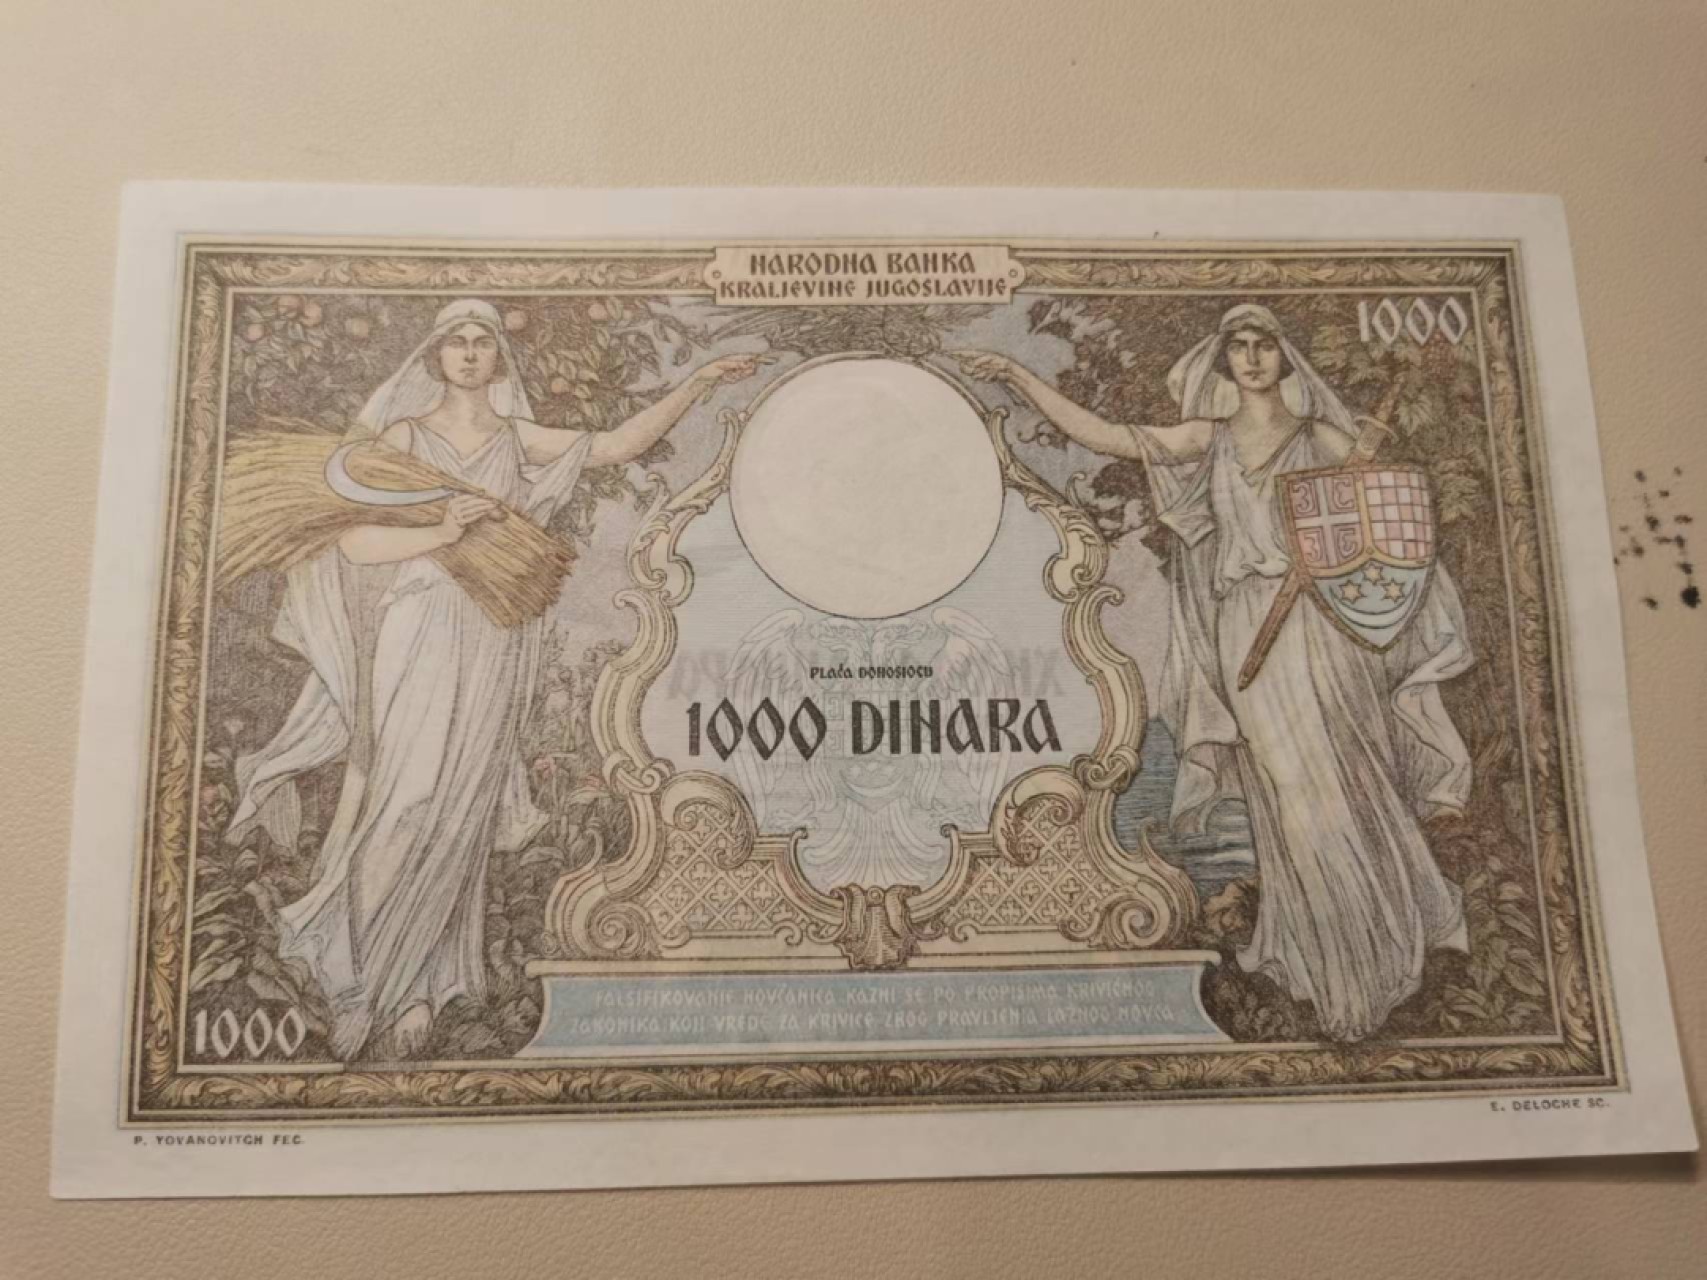 NARODNA BANKA
KRALJEVINE JUGOSLAVIJE
1000
PLAĆA DONOSIOCU
1000 DINARA
FALSIFIKOVANJE NOVČANICA KAZNI SE PO PROPISIMA KRIVIČNOG
ZAKONIKA KOJI VREDE ZA KRIVICE ZBOG PRAVLJENJA LAŽNOG NOVCA
1000
P. YOVANOVITCH FEC.
E. DELOCHE SC.